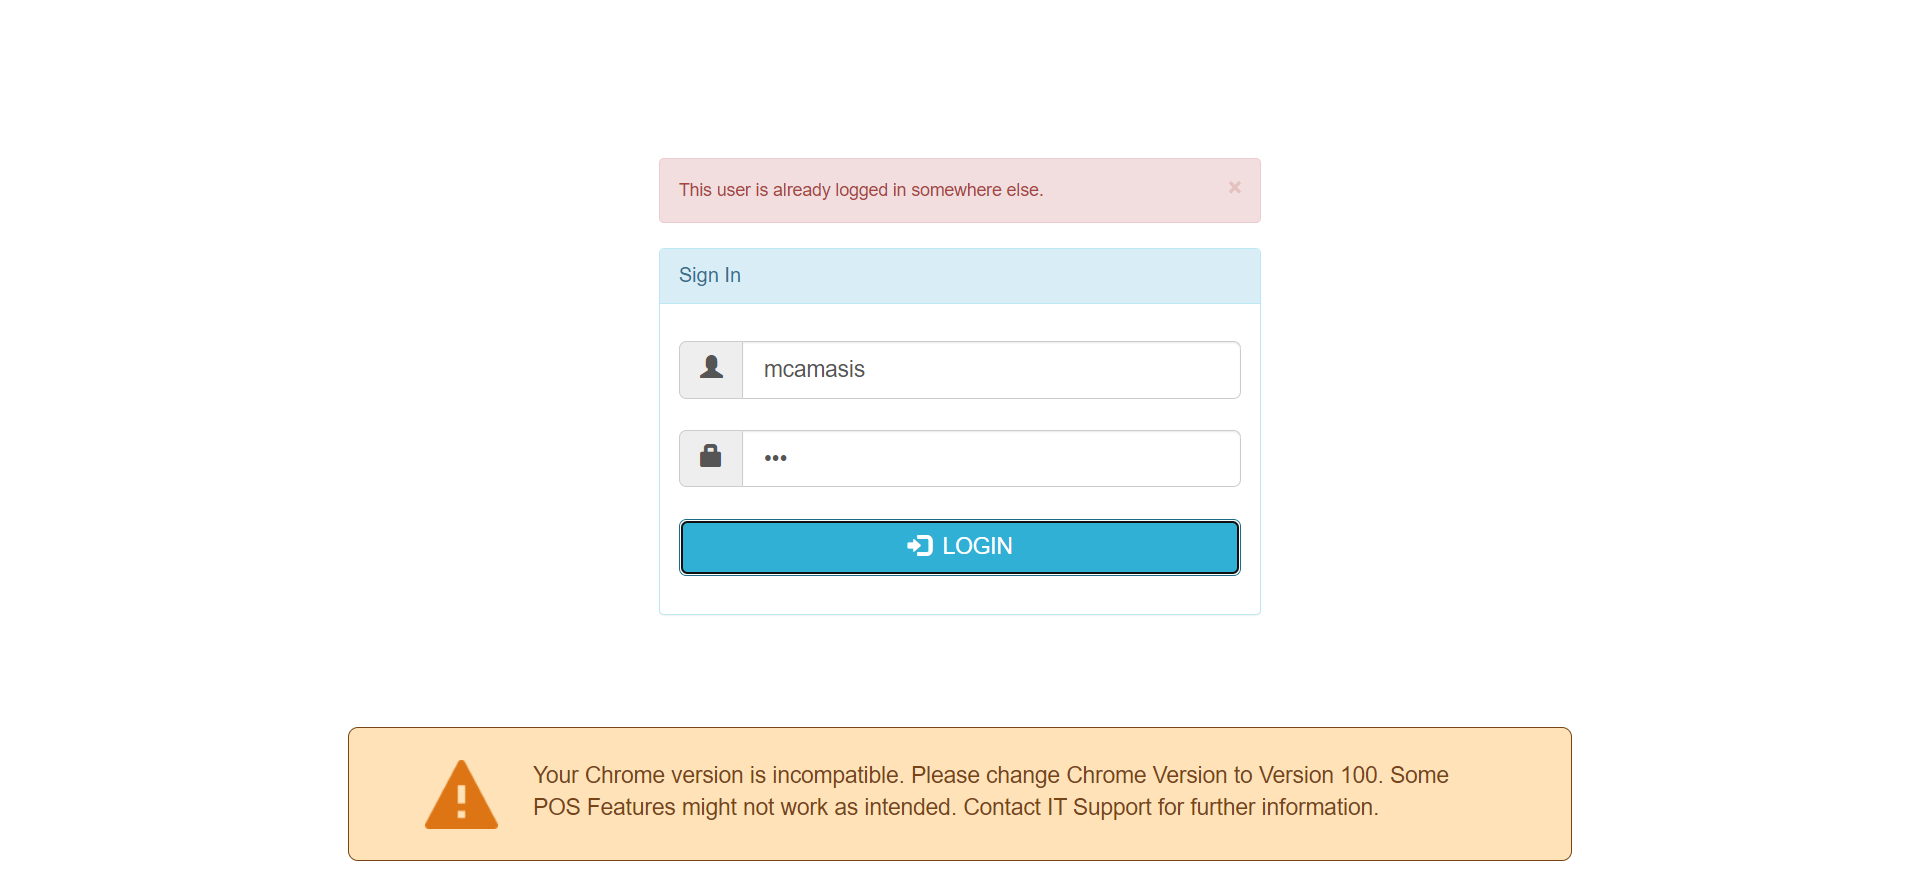 This user is already logged in somewhere else.
×
Sign In
mcamasis
•••
LOGIN
Your Chrome version is incompatible. Please change Chrome Version to Version 100. Some
POS Features might not work as intended. Contact IT Support for further information.